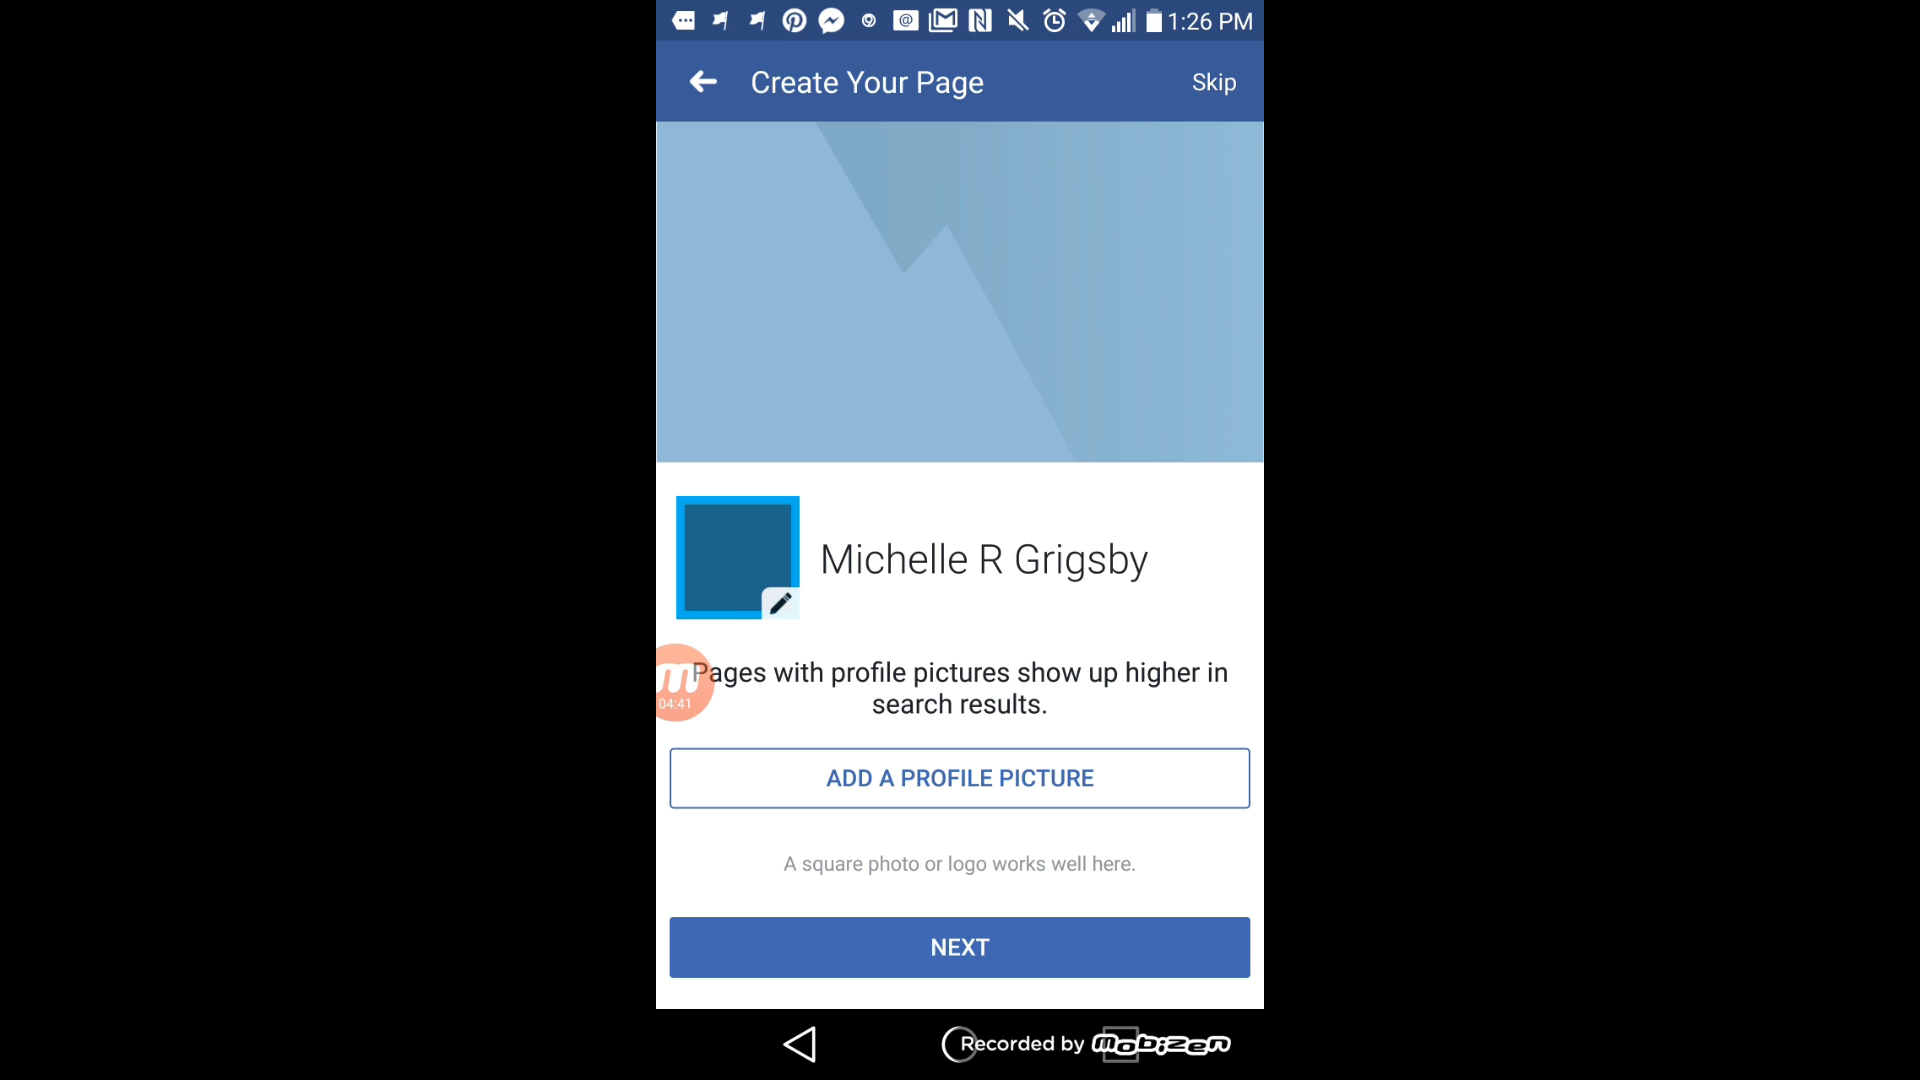 1:26 PM
Create Your Page
Skip
Michelle R Grigsby
Pages with profile pictures show up higher in
search results.
04:41
ADD A PROFILE PICTURE
A square photo or logo works well here.
NEXT
Recorded by mobizen